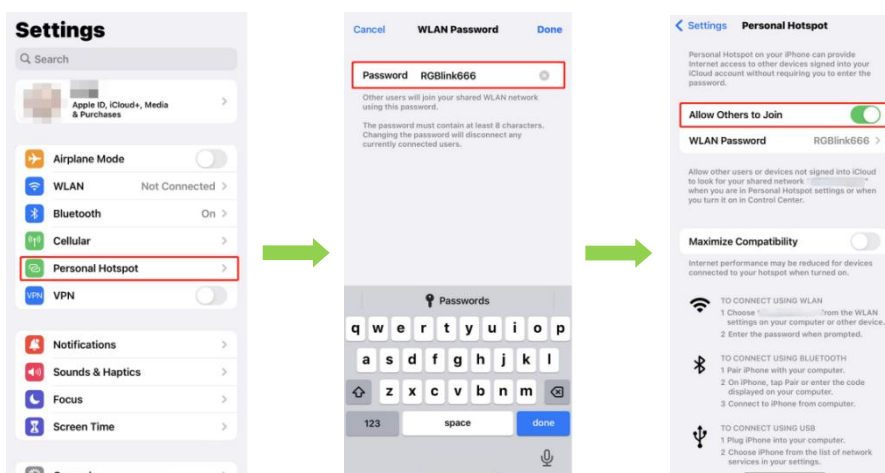 Settings
Search
Apple ID, iCloud+, Media
& Purchases
Airplane Mode
WLAN Not Connected
Bluetooth On
Cellular
Personal Hotspot
VPN VPN
Notifications
Sounds & Haptics
Focus
Screen Time
Cancel WLAN Password Done
Password RGBlink666
Other users will join your shared WLAN network
using this password.
The password must contain at least 8 characters.
Changing the password will disconnect any
currently connected users.
Passwords
q w e r t y u i o p
a s d f g h j k l
z x c v b n m
123 space done
Settings Personal Hotspot
Personal Hotspot on your iPhone can provide
Internet access to other devices signed into your
iCloud account without requiring you to enter the
password.
Allow Others to Join
WLAN Password RGBlink666
Allow other users or devices not signed into iCloud
to look for your shared network "
when you are in Personal Hotspot settings or when
you turn it on in Control Center.
Maximize Compatibility
Internet performance may be reduced for devices
connected to your hotspot when turned on.
TO CONNECT USING WLAN
1 Choose " from the WLAN
settings on your computer or other device.
2 Enter the password when prompted.
TO CONNECT USING BLUETOOTH
1 Pair iPhone with your computer.
2 On iPhone, tap Pair or enter the code
displayed on your computer.
3 Connect to iPhone from computer.
TO CONNECT USING USB
1 Plug iPhone into your computer.
2 Choose iPhone from the list of network
services in your settings.